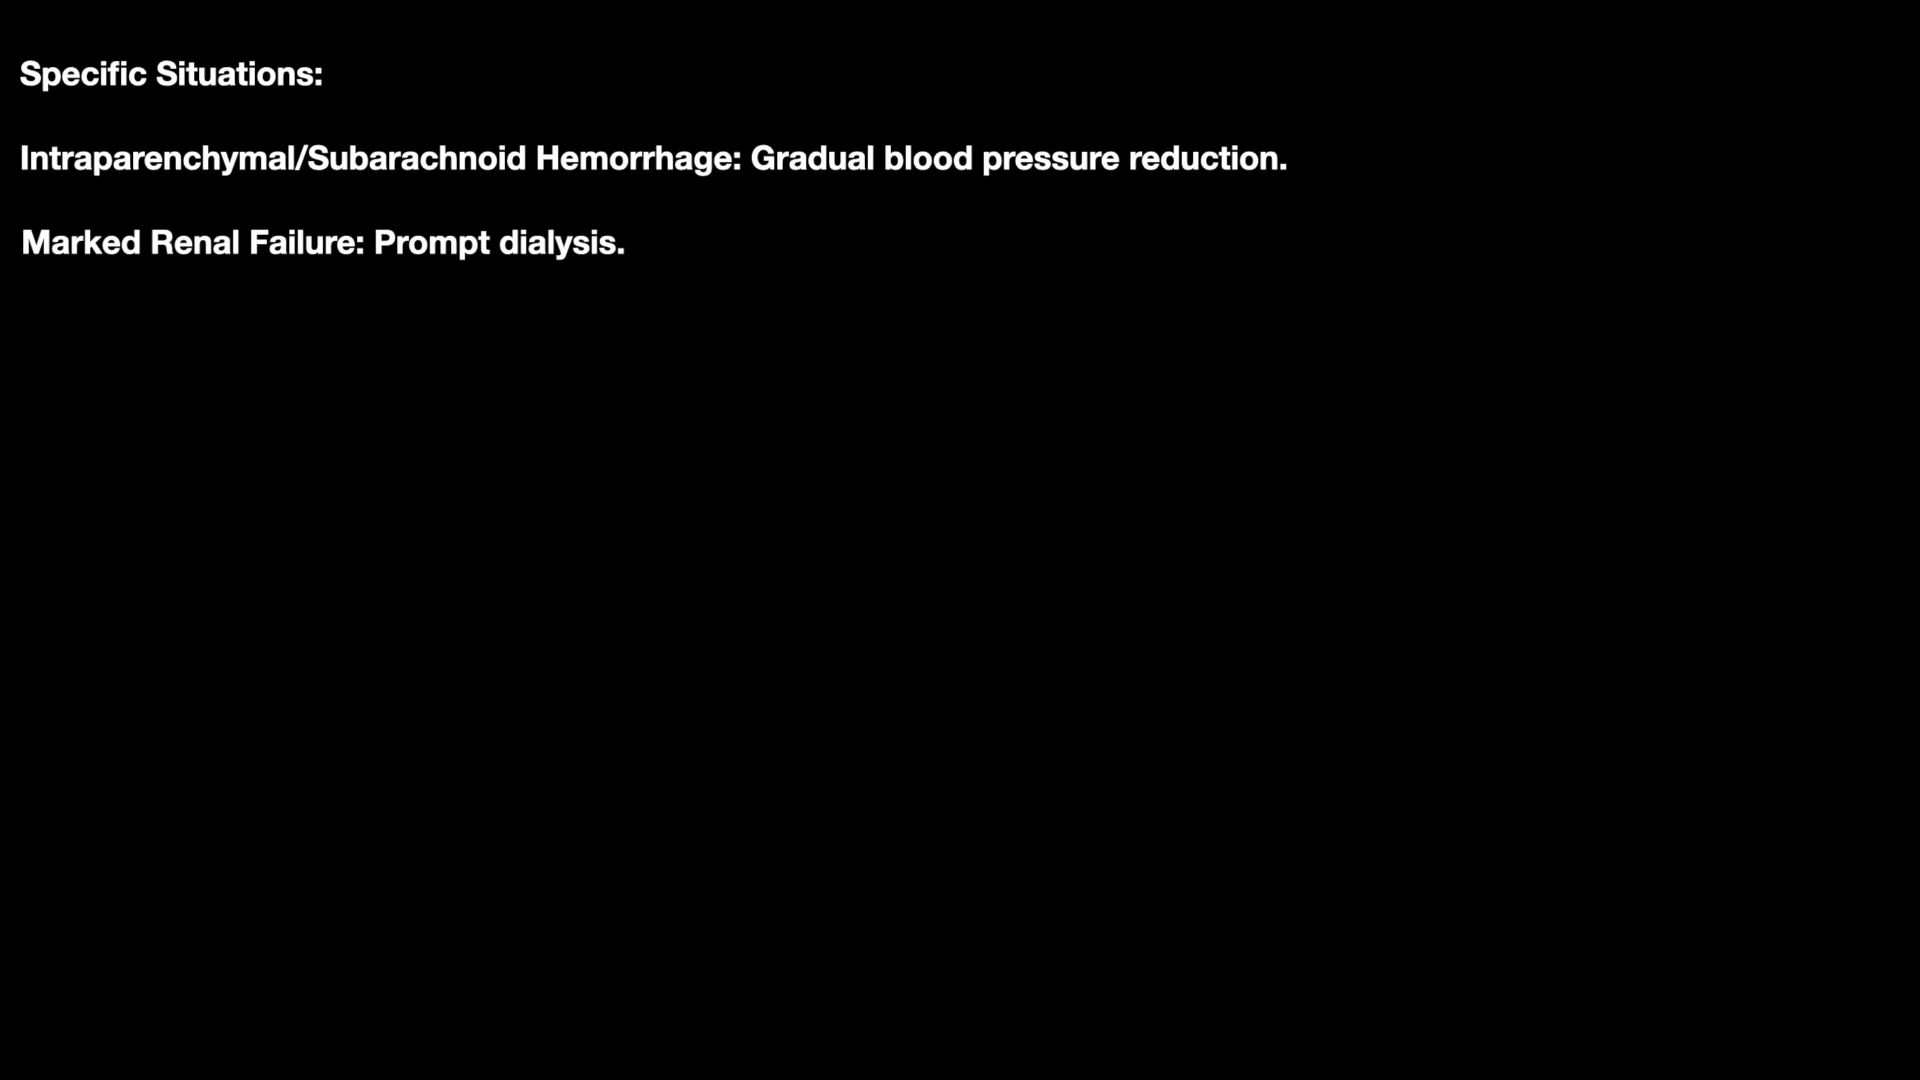 Specific Situations:
Intraparenchymal/Subarachnoid Hemorrhage: Gradual blood pressure reduction.
Marked Renal Failure: Prompt dialysis.